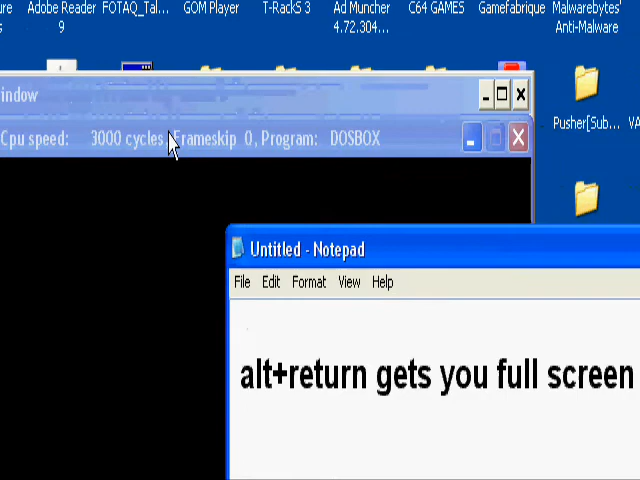 ure
Adobe Reader
9
FOTAQ_Tal...
GOM Player
T-RackS 3
Ad Muncher
4.72.304...
C64 GAMES
Gamefabrique
Malwarebytes'
Anti-Malware
indow
Cpu speed: 3000 cycles, Frameskip 0, Program: DOSBOX
Pusher[Sub...
VA
Untitled - Notepad
File Edit Format View Help
alt+return gets you full screen